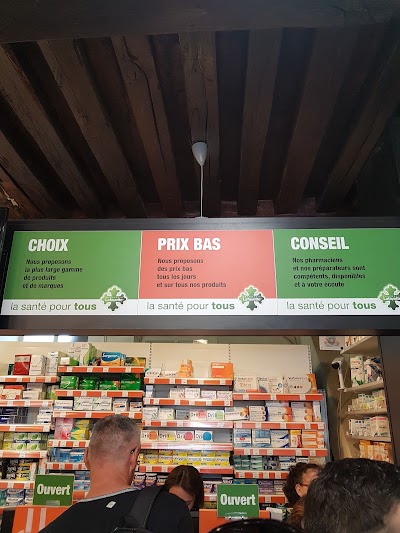 CHOIX
Nous proposons
la plus large gamme
de produits
et de marques
la santé pour tous
PRIX BAS
Nous proposons
des prix bas
tous les jours
et sur tous nos produits
la santé pour tous
CONSEIL
Nos pharmaciens
et nos préparateurs sont
compétents, disponibles
et à votre écoute
la santé pour tous
Ouvert
Ouvert